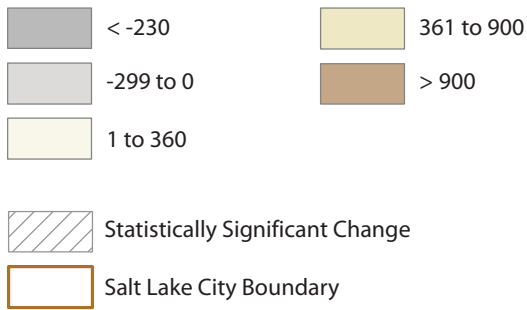 < -230
-299 to 0
1 to 360
361 to 900
> 900
Statistically Significant Change
Salt Lake City Boundary